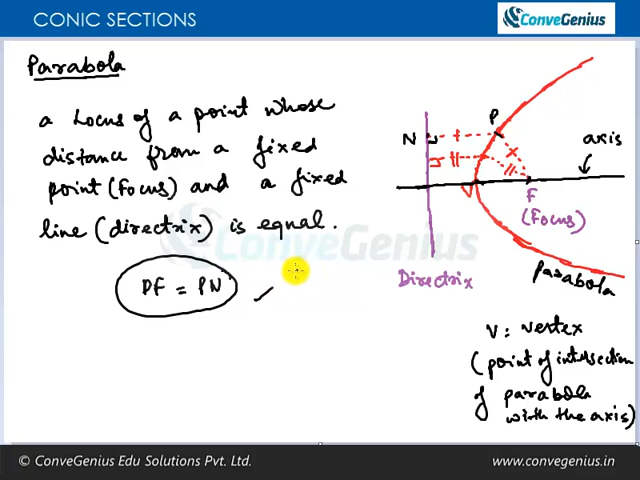 CONIC SECTIONS
ConveGenius
Parabola
a Locus of a point whose
distance from a fixed
point (Focus) and a fixed
line (directrix) is equal.
PF = PN
N
P
axis
V
F
(Focus)
Directrix
Parabola
V: vertex
(point of intersection
of parabola
with the axis)
ConveGenius
© ConveGenius Edu Solutions Pvt. Ltd.
www.convegenius.in